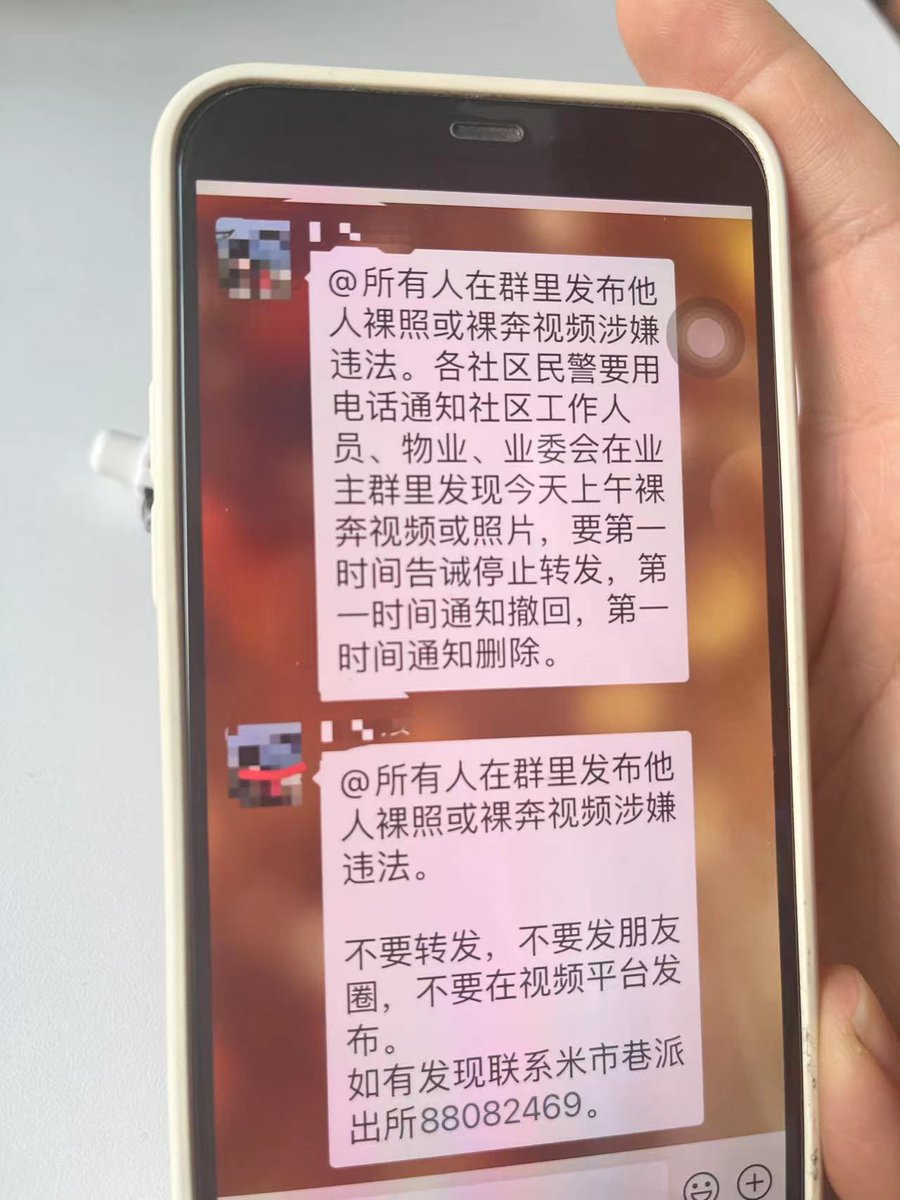 @所有人在群里发布他
人裸照或裸奔视频涉嫌
违法。各社区民警要用
电话通知社区工作人
员、物业、业委会在业
主群里发现今天上午裸
奔视频或照片，要第一
时间告诫停止转发，第
一时间通知撤回，第一
时间通知删除。
@所有人在群里发布他
人裸照或裸奔视频涉嫌
违法。
不要转发，不要发朋友
圈，不要在视频平台发
布。
如有发现联系米市巷派
出所88082469。